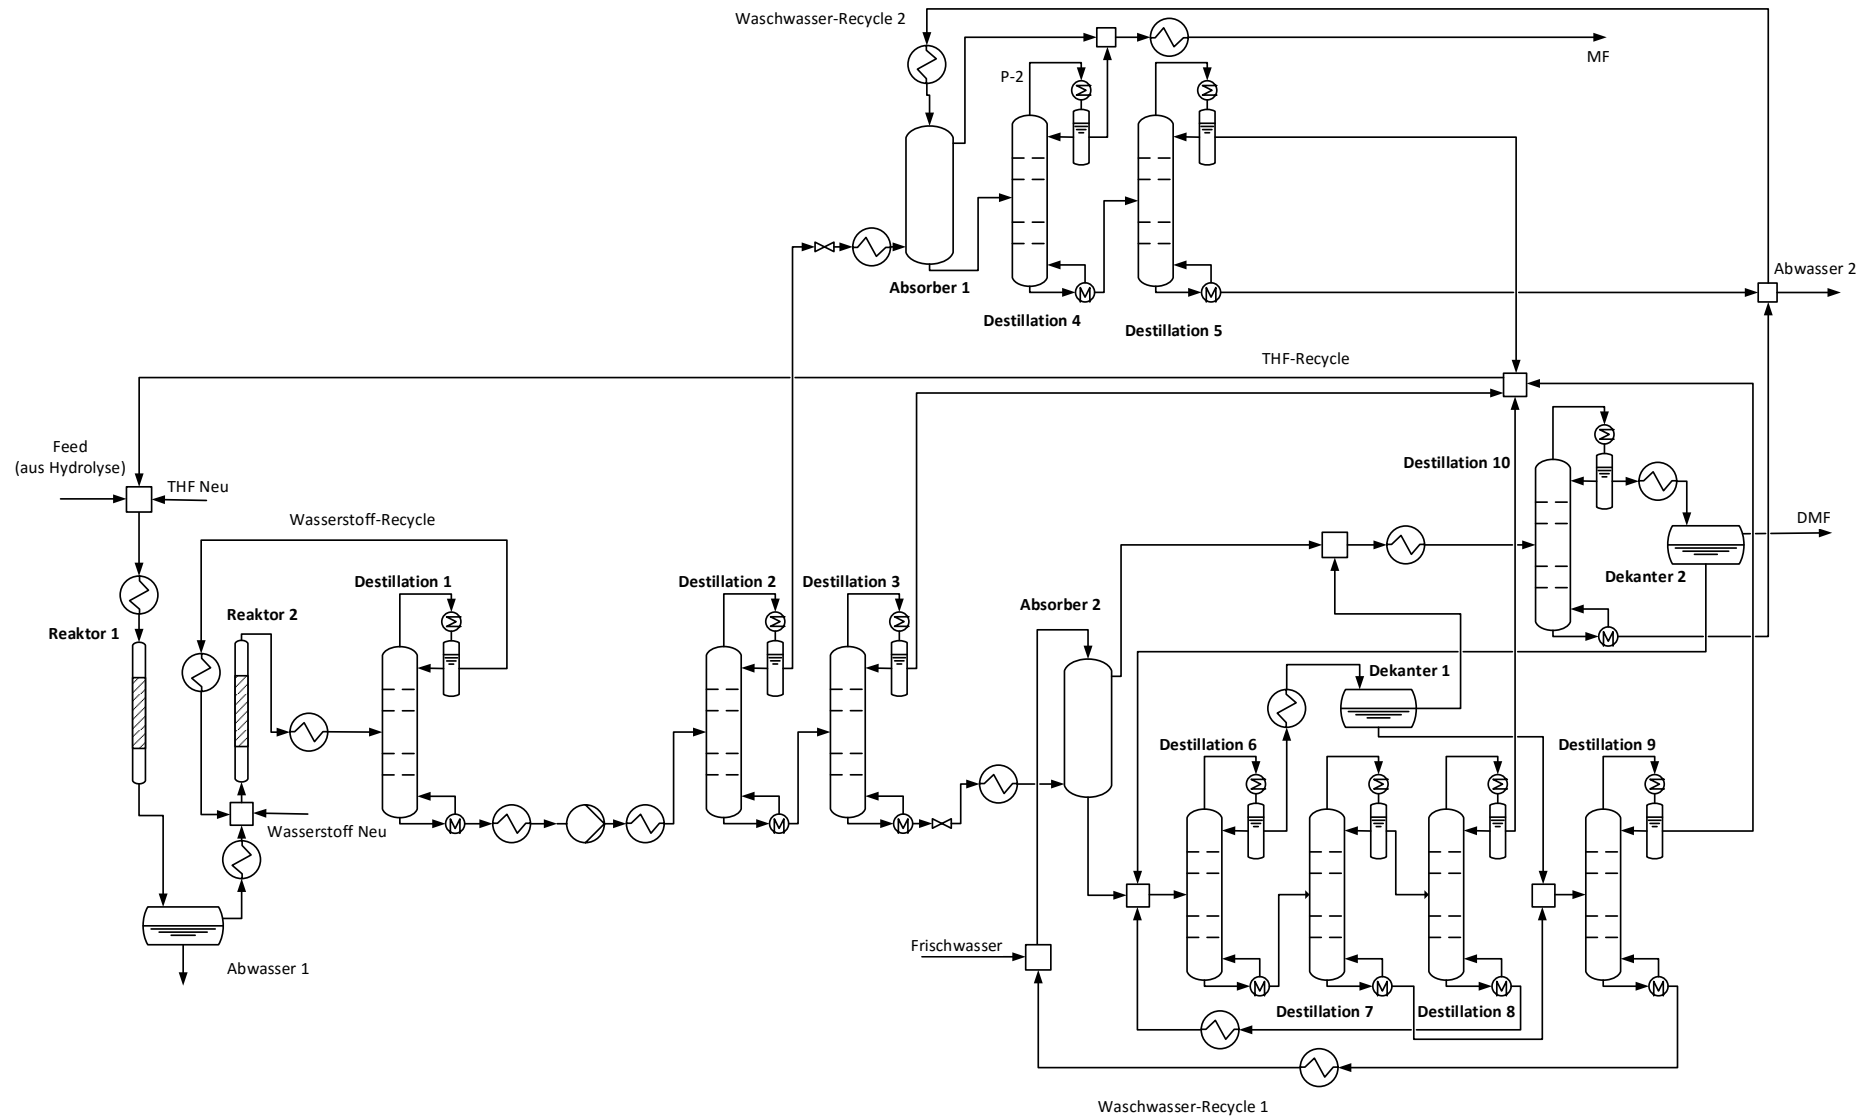 Waschwasser-Recycle 2
MF
P-2
Absorber 1
Destillation 4
Destillation 5
Abwasser 2
THF-Recycle
Feed
(aus Hydrolyse)
THF Neu
Destillation 10
Wasserstoff-Recycle
DMF
Destillation 1
Destillation 2
Destillation 3
Dekanter 2
Reaktor 2
Absorber 2
Reaktor 1
Dekanter 1
Destillation 6
Destillation 9
M
M
M
M
M
M
Wasserstoff Neu
Frischwasser
Abwasser 1
M
M
M
M
Destillation 7
Destillation 8
Waschwasser-Recycle 1